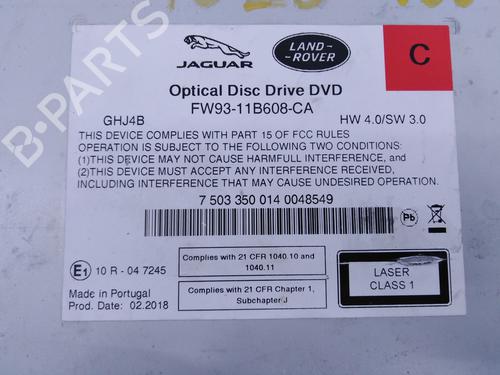 JAGUAR
LAND-
ROVER
C
Optical Disc Drive DVD
FW93-11B608-CA
GHJ4B
HW 4.0/SW 3.0
THIS DEVICE COMPLIES WITH PART 15 OF FCC RULES
OPERATION IS SUBJECT TO THE FOLLOWING TWO CONDITIONS:
(1)THIS DEVICE MAY NOT CAUSE HARMFULL INTERFERENCE, and
(2)THIS DEVICE MUST ACCEPT ANY INTERFERENCE RECEIVED,
INCLUDING INTERFERENCE THAT MAY CAUSE UNDESIRED OPERATION.
7 503 350 014 0048549
Pb
E1 10 R - 04 7245
Complies with 21 CFR 1040.10 and
1040.11
LASER
CLASS 1
Made in Portugal
Prod. Date: 02.2018
Complies with 21 CFR Chapter 1,
Subchapter J
B-PARTS